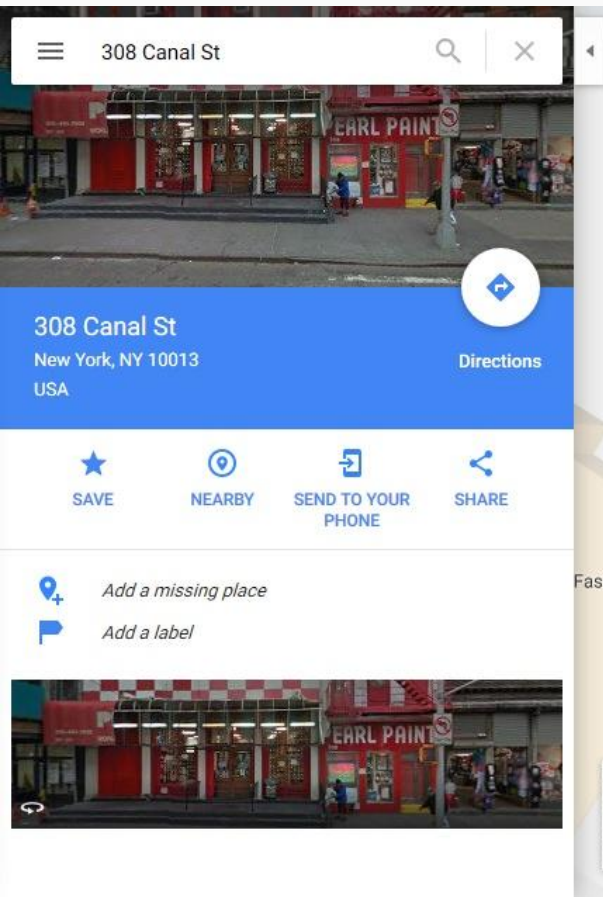 308 Canal St
EARL PAINT
308 Canal St
New York, NY 10013
USA
Directions
SAVE
NEARBY
SEND TO YOUR
PHONE
SHARE
Add a missing place
Add a label
Fas
EARL PAINT